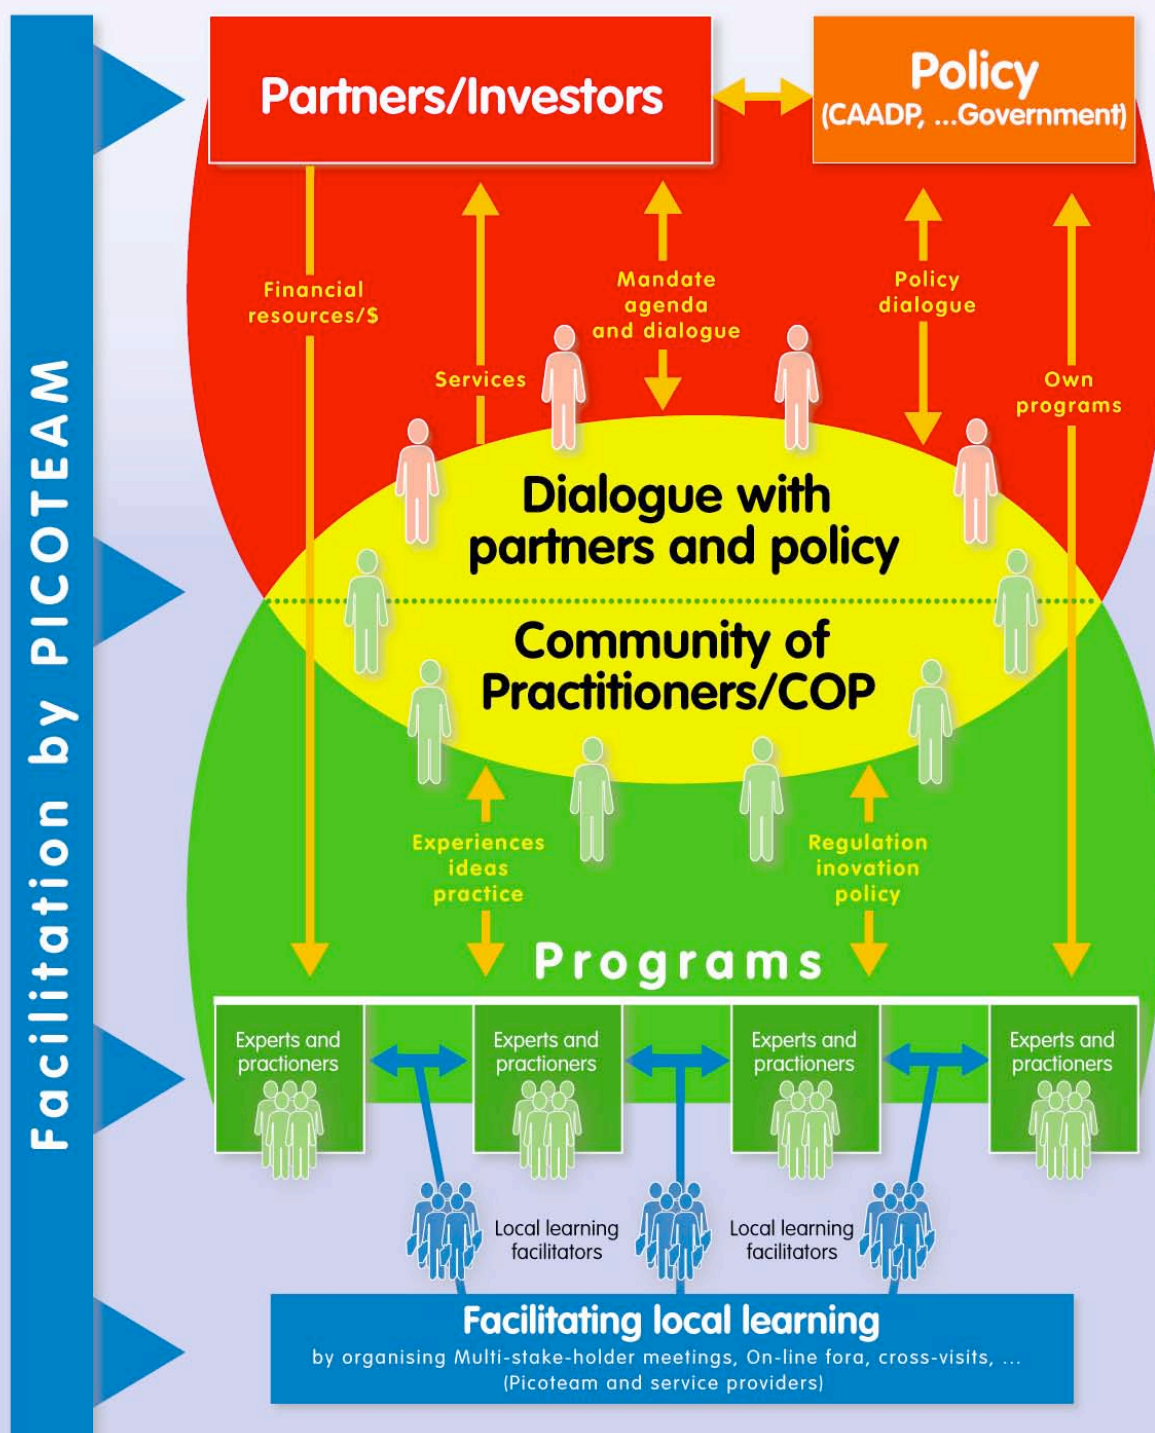 Facilitation by PICOTEAM
Partners/Investors
Policy
(CAADP, ...Government)
Financial
resources/$
Services
Mandate
agenda
and dialogue
Policy
dialogue
Own
programs
Dialogue with
partners and policy
Community of
Practitioners/COP
Experiences
ideas
practice
Regulation
inovation
policy
Programs
Experts and
practioners
Experts and
practioners
Experts and
practioners
Experts and
practioners
Local learning
facilitators
Local learning
facilitators
Facilitating local learning
by organising Multi-stake-holder meetings, On-line fora, cross-visits, ...
(Picoteam and service providers)